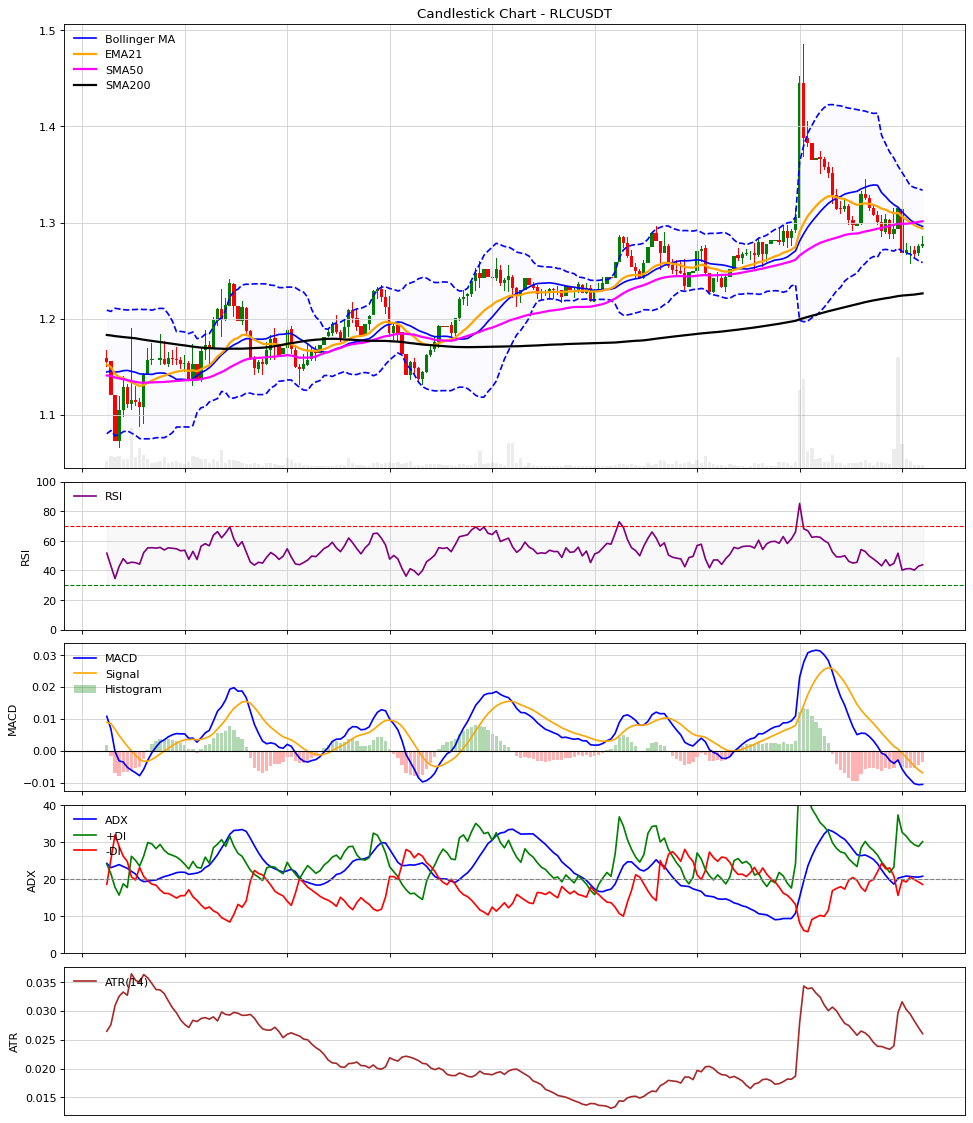 Candlestick Chart - RLCUSDT
1.5
1.4
1.3
1.2
1.1
Bollinger MA
EMA21
SMA50
SMA200
100
80
60
40
20
0
RSI
RSI
0.03
0.02
0.01
0.00
−0.01
MACD
MACD
Signal
Histogram
40
30
20
10
0
ADX
ADX
+DI
-DI
0.035
0.030
0.025
0.020
0.015
ATR
ATR(14)